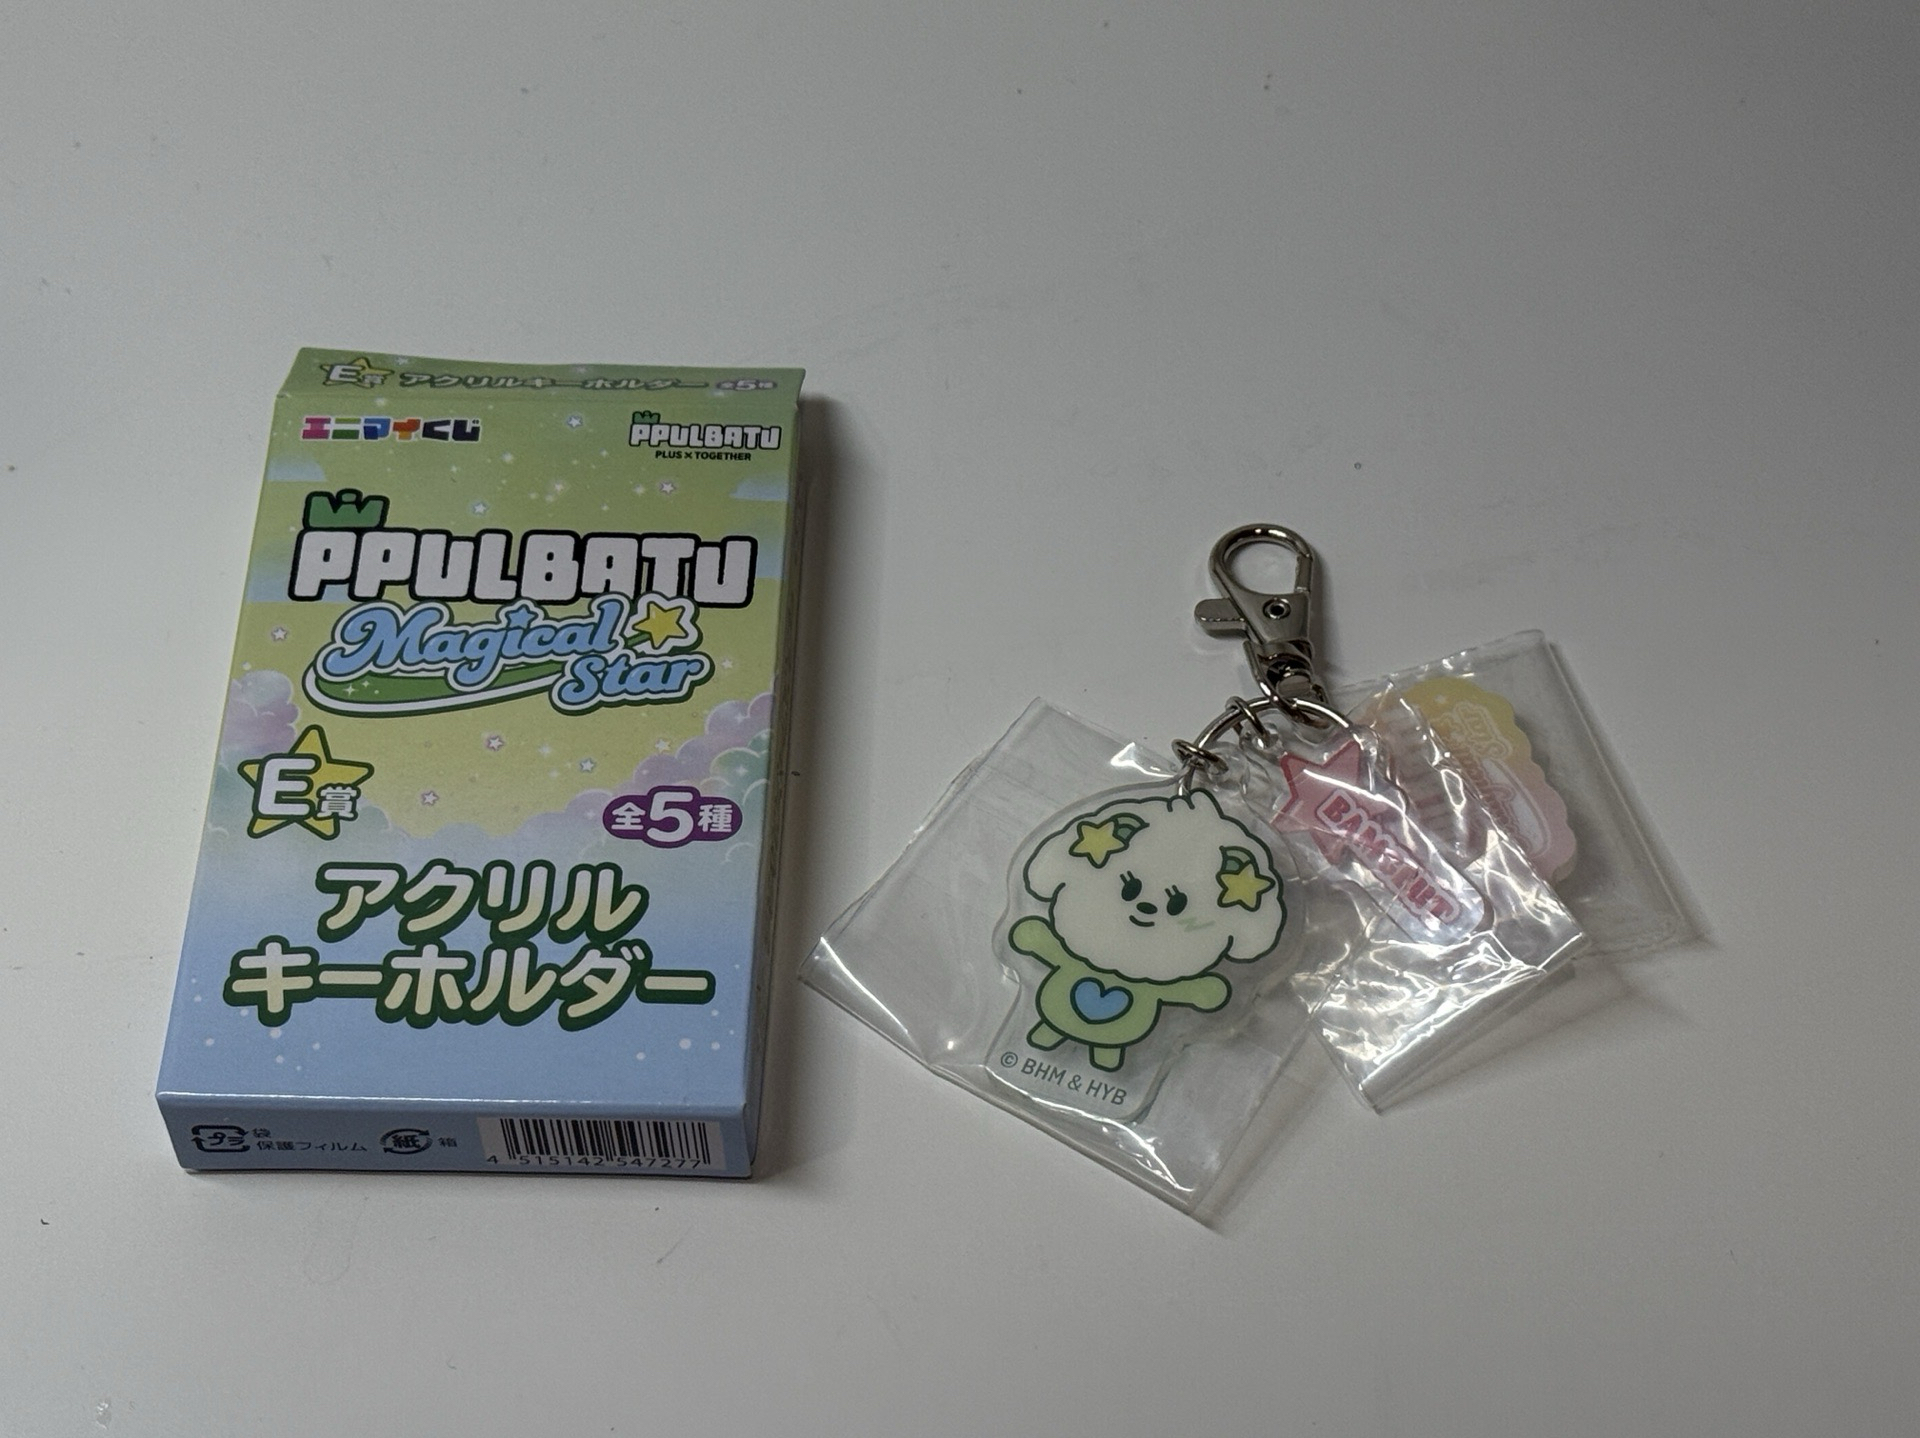 E賞 アクリルキーホルダー 全5種
エニマイくじ
PPULBATU
PLUS×TOGETHER
PPULBATU
Magical
Star
E賞
全5種
アクリル
キーホルダー
プラ 袋
保護フィルム
紙 箱
4 515142 547277
© BHM & HYB